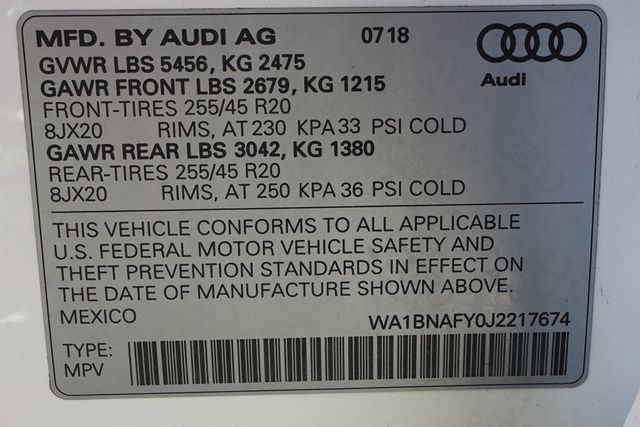 MFD. BY AUDI AG 0718
GVWR LBS 5456, KG 2475
Audi
GAWR FRONT LBS 2679, KG 1215
FRONT-TIRES 255/45 R20
8JX20 RIMS, AT 230 KPA 33 PSI COLD
GAWR REAR LBS 3042, KG 1380
REAR-TIRES 255/45 R20
8JX20 RIMS, AT 250 KPA 36 PSI COLD
THIS VEHICLE CONFORMS TO ALL APPLICABLE
U.S. FEDERAL MOTOR VEHICLE SAFETY AND
THEFT PREVENTION STANDARDS IN EFFECT ON
THE DATE OF MANUFACTURE SHOWN ABOVE.
MEXICO WA1BNAFY0J2217674
TYPE:
MPV